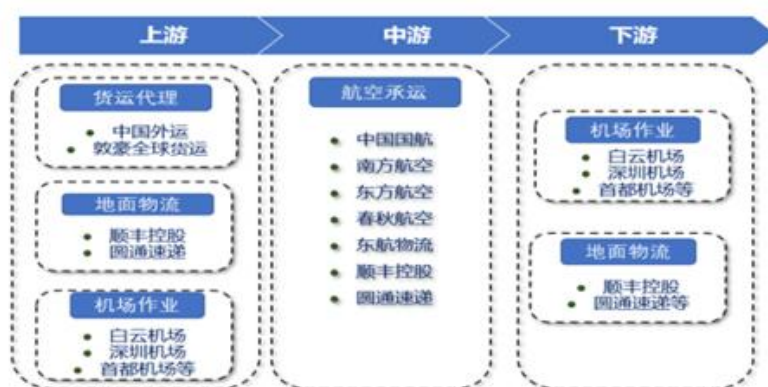 上游
中游
下游
货运代理
中国外运
敦豪全球货运
地面物流
顺丰控股
圆通速递
机场作业
白云机场
深圳机场
首都机场等
航空承运
中国国航
南方航空
东方航空
春秋航空
东航物流
顺丰控股
圆通速递
机场作业
白云机场
深圳机场
首都机场等
地面物流
顺丰控股
圆通速递等